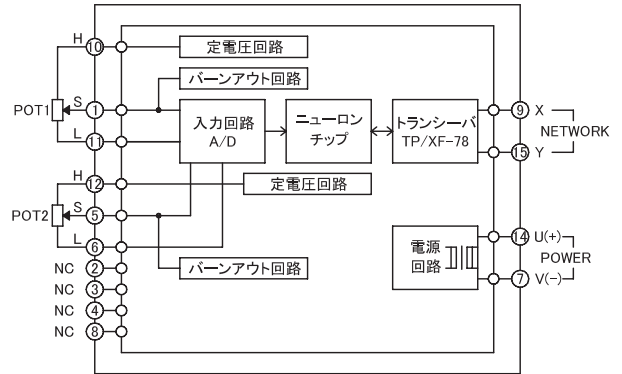 H ⑩ 定電圧回路
バーンアウト回路
POT1 S ① 入力回路 A/D ニューロンチップ トランシーバ TP/XF-78 ⑨ X
NETWORK
L ⑪ ⑮ Y
H ⑫ 定電圧回路
POT2 S ⑤
L ⑥ 電源回路 ⑭ U(+)
POWER
NC ② バーンアウト回路 ⑦ V(−)
NC ③
NC ④
NC ⑧